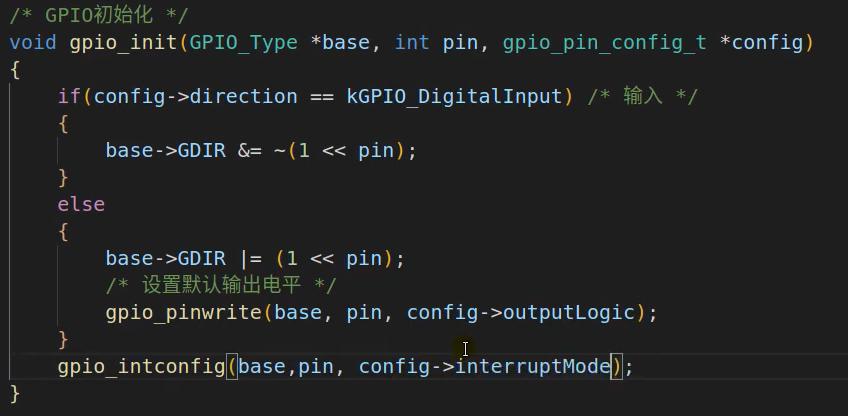 /* GPIO初始化 */
void gpio_init(GPIO_Type *base, int pin, gpio_pin_config_t *config)
{
    if(config->direction == kGPIO_DigitalInput) /* 输入 */
    {
        base->GDIR &= ~(1 << pin);
    }
    else
    {
        base->GDIR |= (1 << pin);
        /* 设置默认输出电平 */
        gpio_pinwrite(base, pin, config->outputLogic);
    }
    gpio_intconfig(base,pin, config->interruptMode);
}